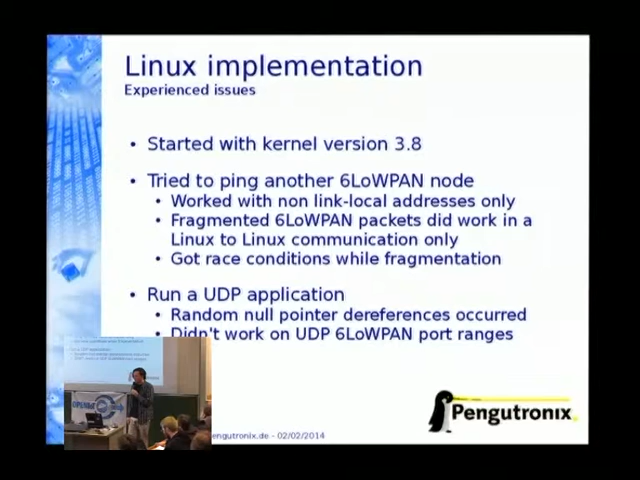 Linux implementation
Experienced issues
• Started with kernel version 3.8
• Tried to ping another 6LoWPAN node
• Worked with non link-local addresses only
• Fragmented 6LoWPAN packets did work in a
Linux to Linux communication only
• Got race conditions while fragmentation
• Run a UDP application
• Random null pointer dereferences occurred
• Didn't work on UDP 6LoWPAN port ranges
Pengutronix
pengutronix.de - 02/02/2014